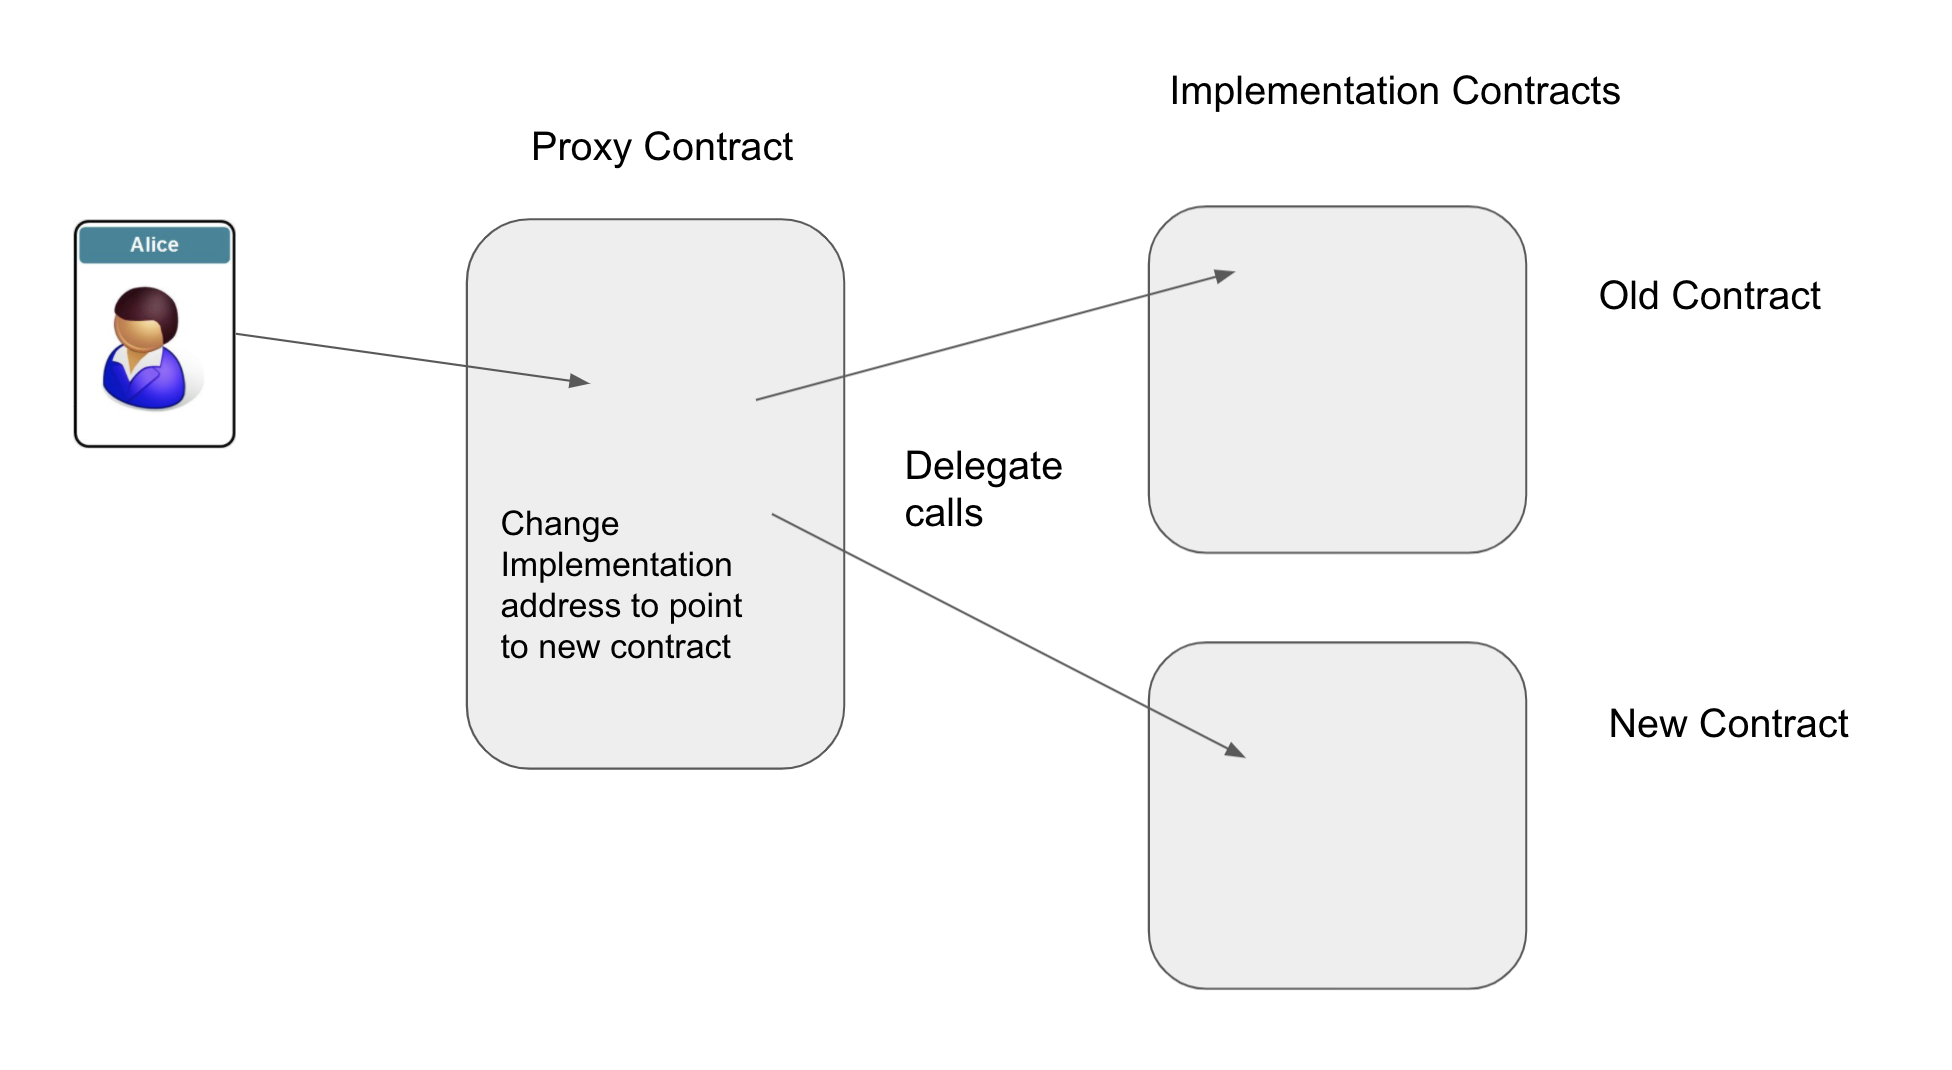 Implementation Contracts
Proxy Contract
Alice
Old Contract
Delegate
calls
Change
Implementation
address to point
to new contract
New Contract